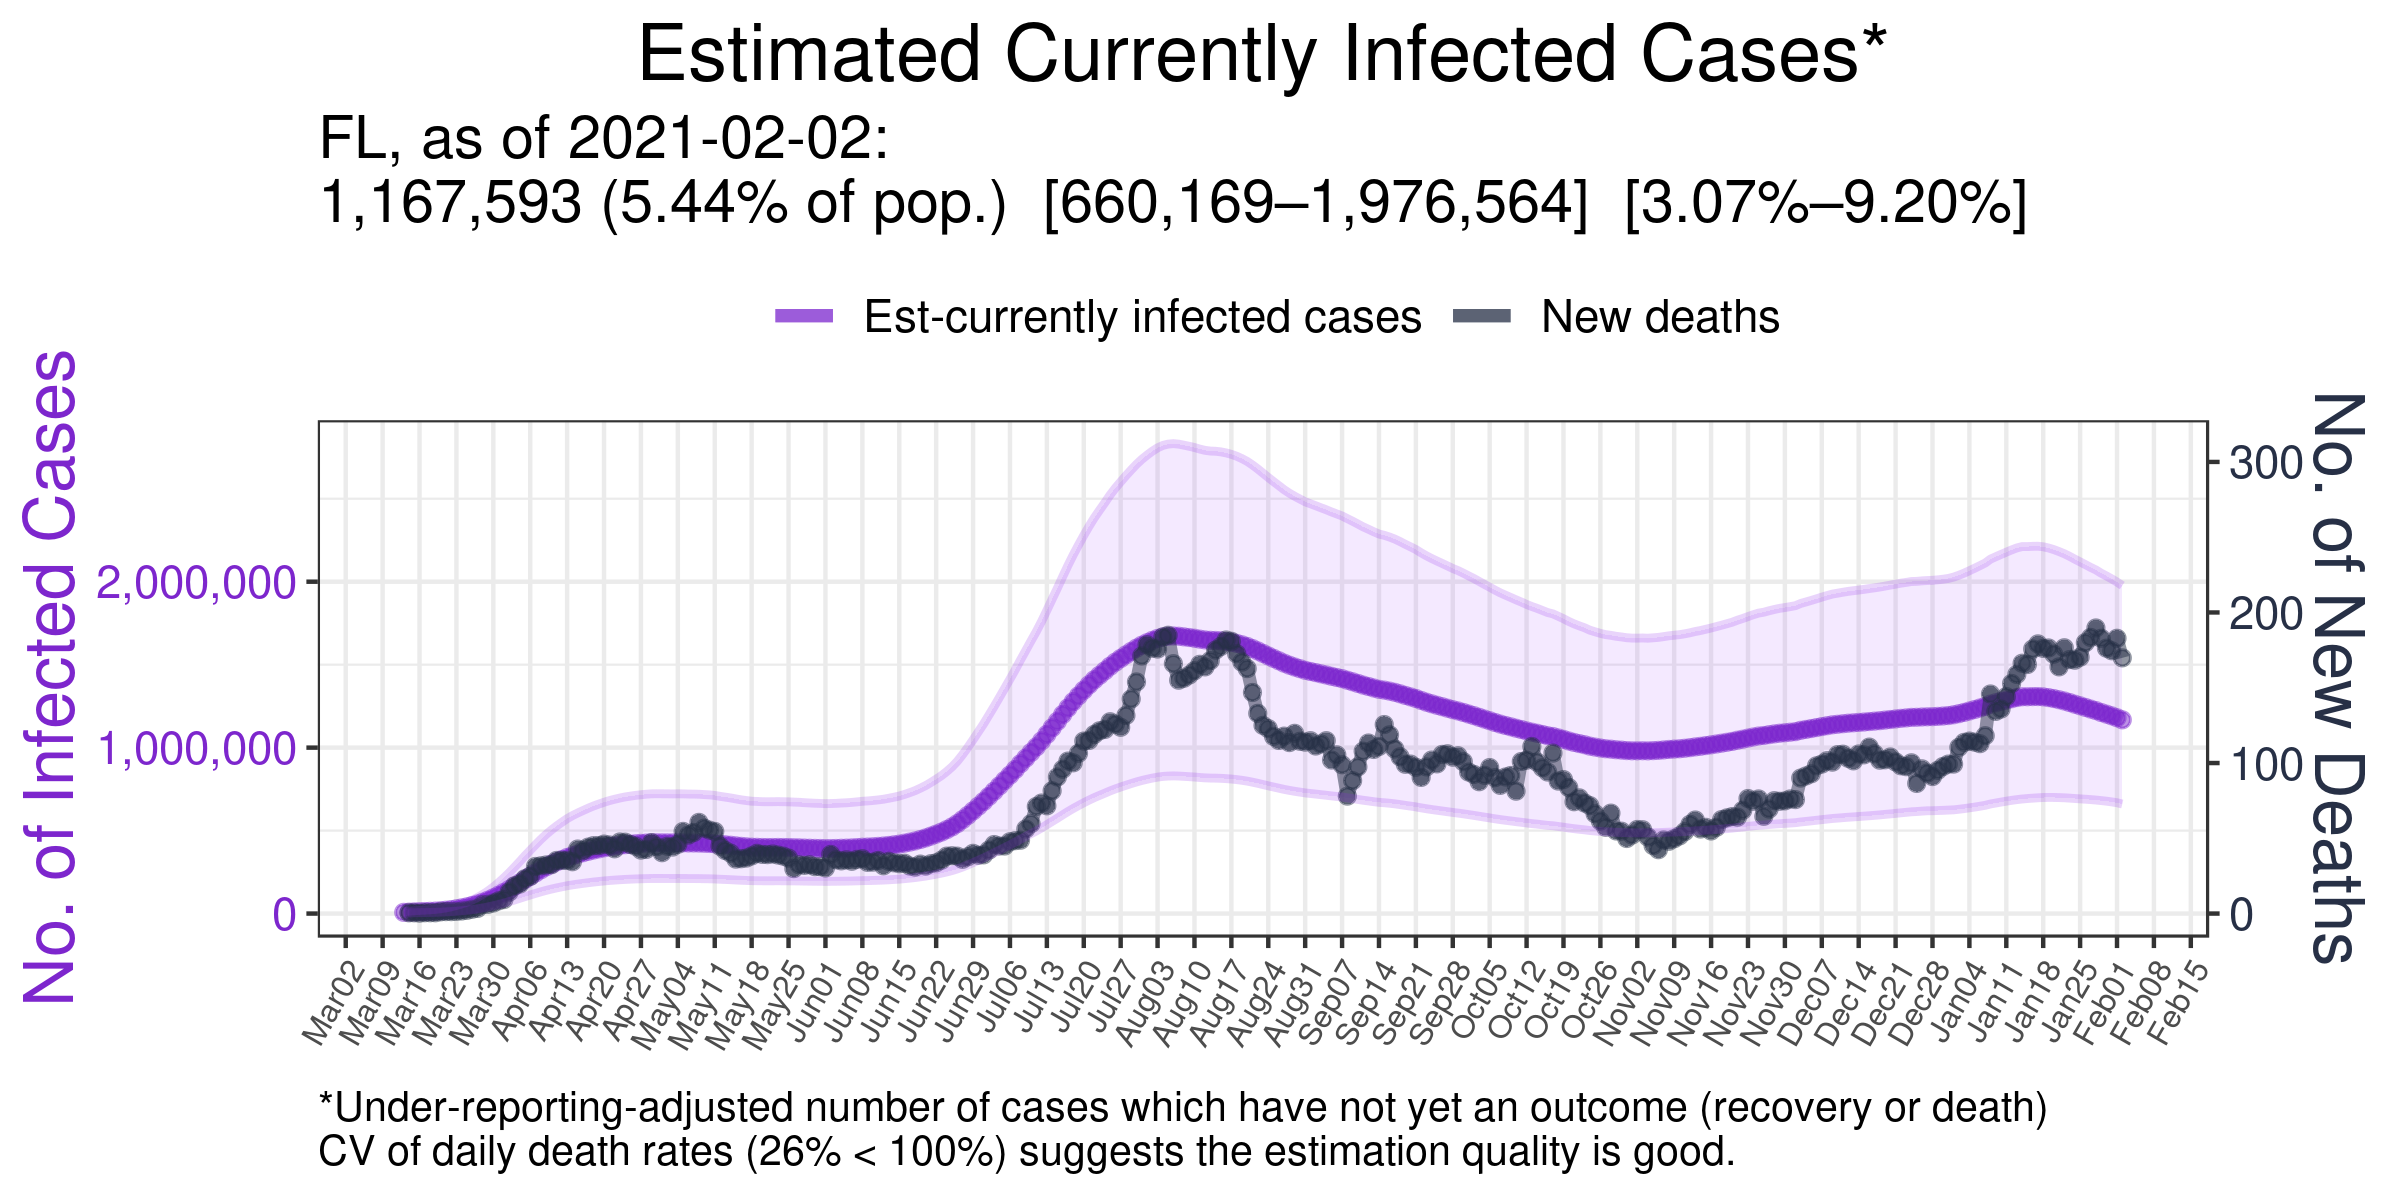 Estimated Currently Infected Cases*
FL, as of 2021-02-02:
1,167,593 (5.44% of pop.) [660,169–1,976,564] [3.07%–9.20%]
Est-currently infected cases
New deaths
No. of Infected Cases
2,000,000
1,000,000
0
No. of New Deaths
300
200
100
0
Mar02
Mar09
Mar16
Mar23
Mar30
Apr06
Apr13
Apr20
Apr27
May04
May11
May18
May25
Jun01
Jun08
Jun15
Jun22
Jun29
Jul06
Jul13
Jul20
Jul27
Aug03
Aug10
Aug17
Aug24
Aug31
Sep07
Sep14
Sep21
Sep28
Oct05
Oct12
Oct19
Oct26
Nov02
Nov09
Nov16
Nov23
Nov30
Dec07
Dec14
Dec21
Dec28
Jan04
Jan11
Jan18
Jan25
Feb01
Feb08
Feb15
*Under-reporting-adjusted number of cases which have not yet an outcome (recovery or death)
CV of daily death rates (26% < 100%) suggests the estimation quality is good.